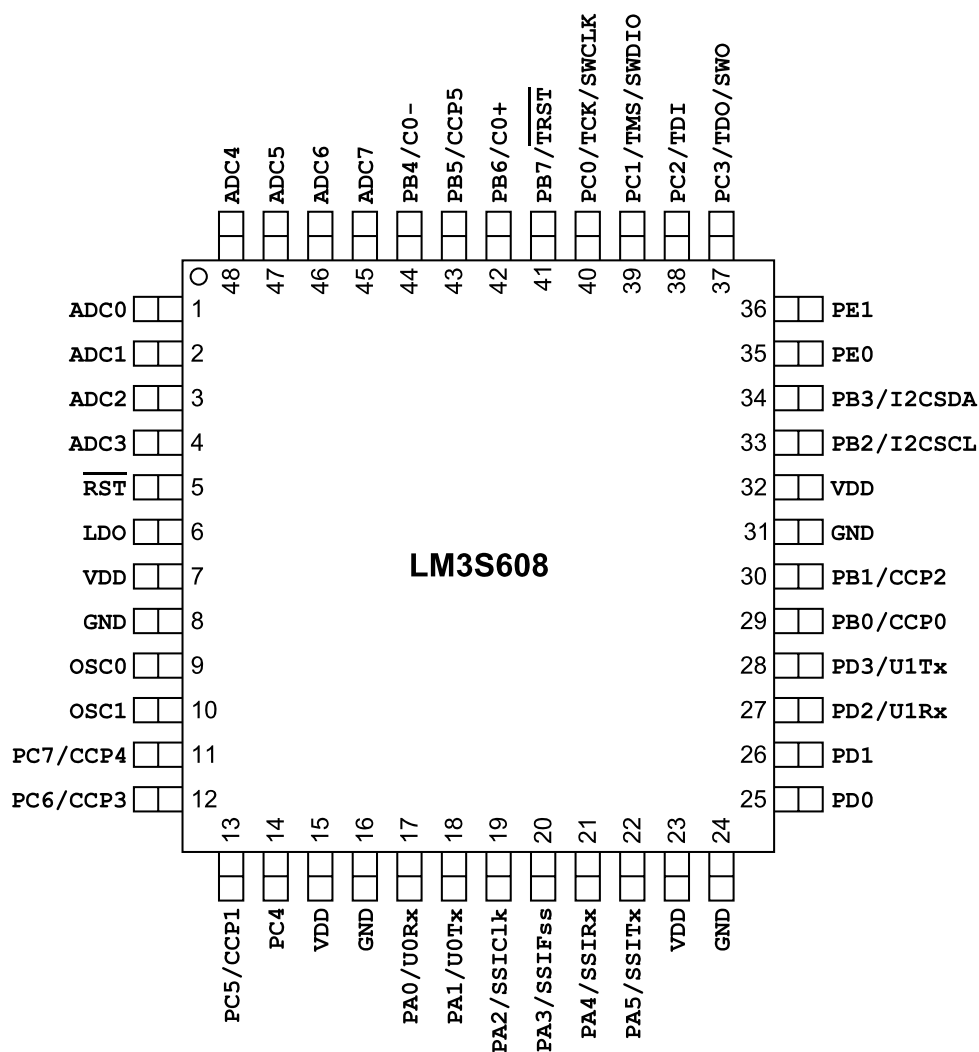 ADC4
ADC5
ADC6
ADC7
PB4/C0-
PB5/CCP5
PB6/C0+
PB7/TRST
PC0/TCK/SWCLK
PC1/TMS/SWDIO
PC2/TDI
PC3/TDO/SWO
48
47
46
45
44
43
42
41
40
39
38
37
ADC0 1
ADC1 2
ADC2 3
ADC3 4
RST 5
LDO 6
VDD 7
GND 8
OSC0 9
OSC1 10
PC7/CCP4 11
PC6/CCP3 12
LM3S608
36 PE1
35 PE0
34 PB3/I2CSDA
33 PB2/I2CSCL
32 VDD
31 GND
30 PB1/CCP2
29 PB0/CCP0
28 PD3/U1Tx
27 PD2/U1Rx
26 PD1
25 PD0
13
14
15
16
17
18
19
20
21
22
23
24
PC5/CCP1
PC4
VDD
GND
PA0/U0Rx
PA1/U0Tx
PA2/SSIClk
PA3/SSIFss
PA4/SSIRx
PA5/SSITx
VDD
GND